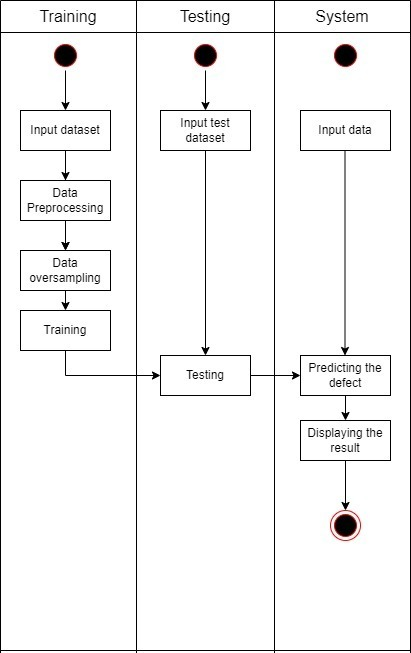 Training
Testing
System
Input dataset
Input test
dataset
Input data
Data
Preprocessing
Data
oversampling
Training
Testing
Predicting the
defect
Displaying the
result